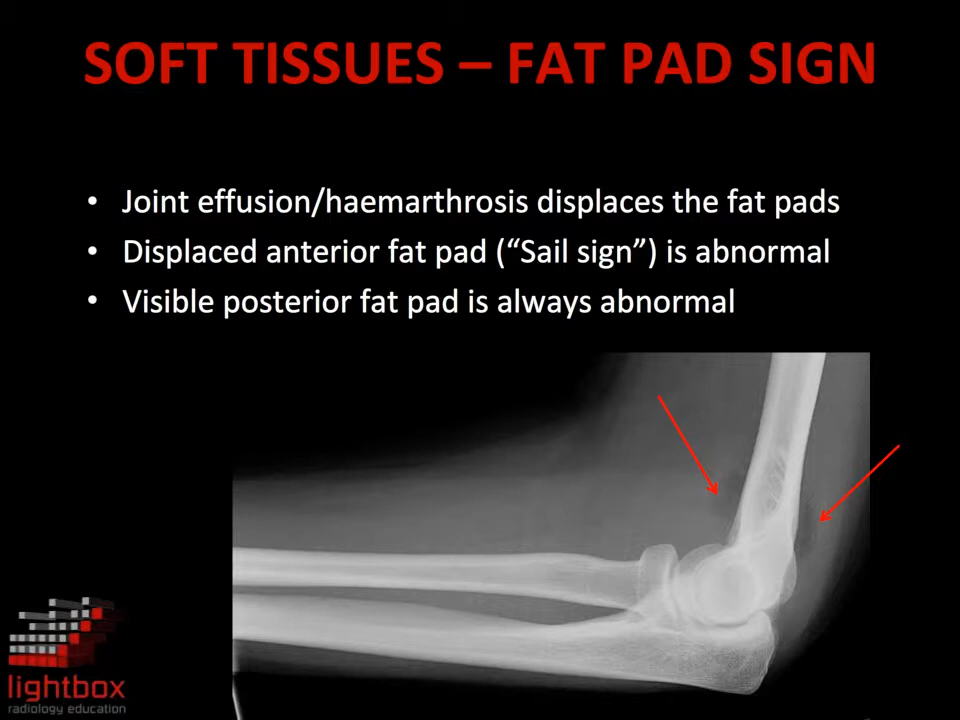 SOFT TISSUES – FAT PAD SIGN
• Joint effusion/haemarthrosis displaces the fat pads
• Displaced anterior fat pad (“Sail sign”) is abnormal
• Visible posterior fat pad is always abnormal
lightbox
radiology education